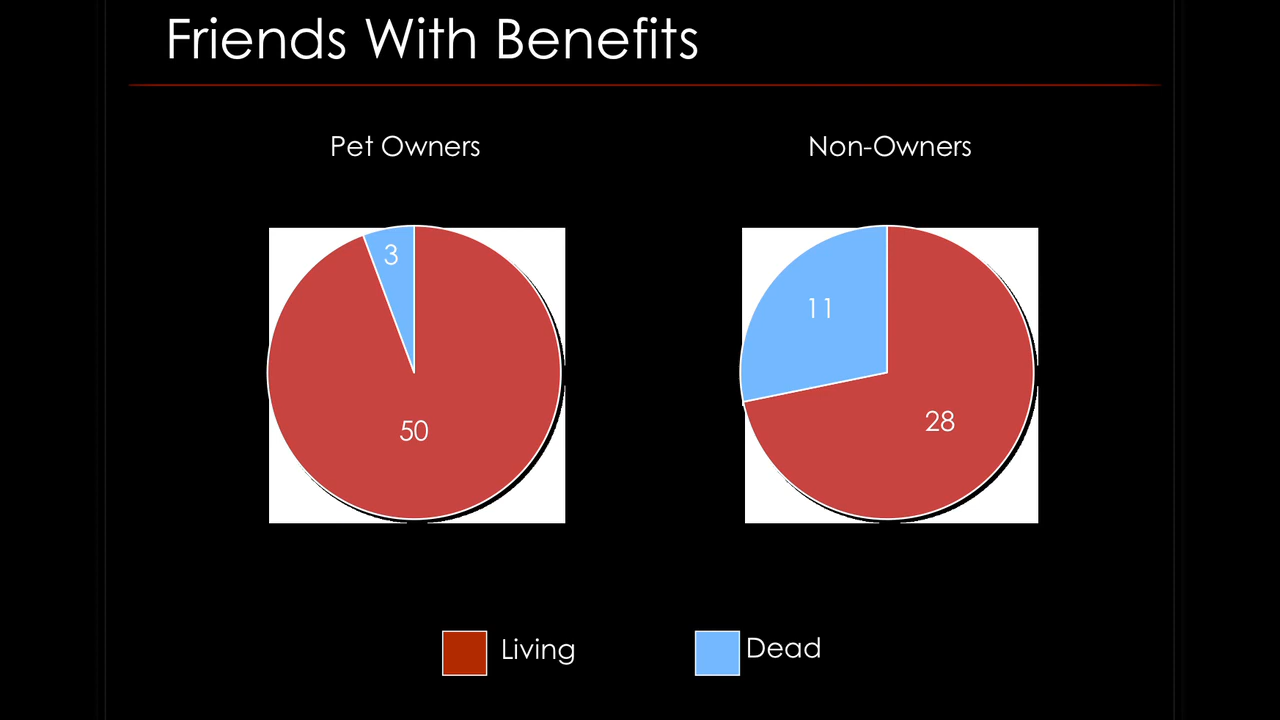 Friends With Benefits
Pet Owners
Non-Owners
3
50
11
28
Living
Dead